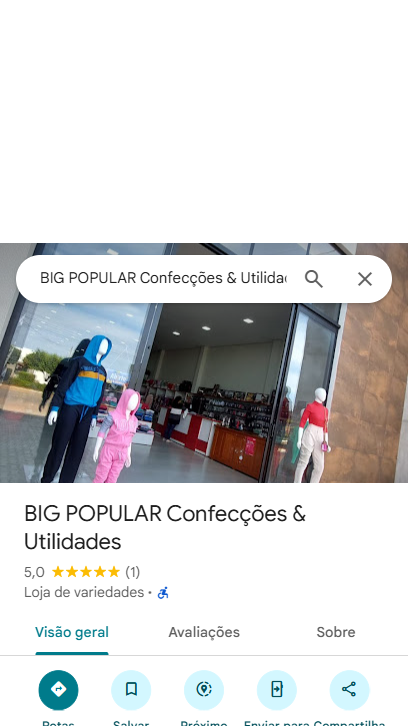 BIG POPULAR Confecções & Utilidad
BIG POPULAR Confecções &
Utilidades
5,0 (1)
Loja de variedades ·
Visão geral Avaliações Sobre
Rotas Salvar Próximo Enviar para Compartilha